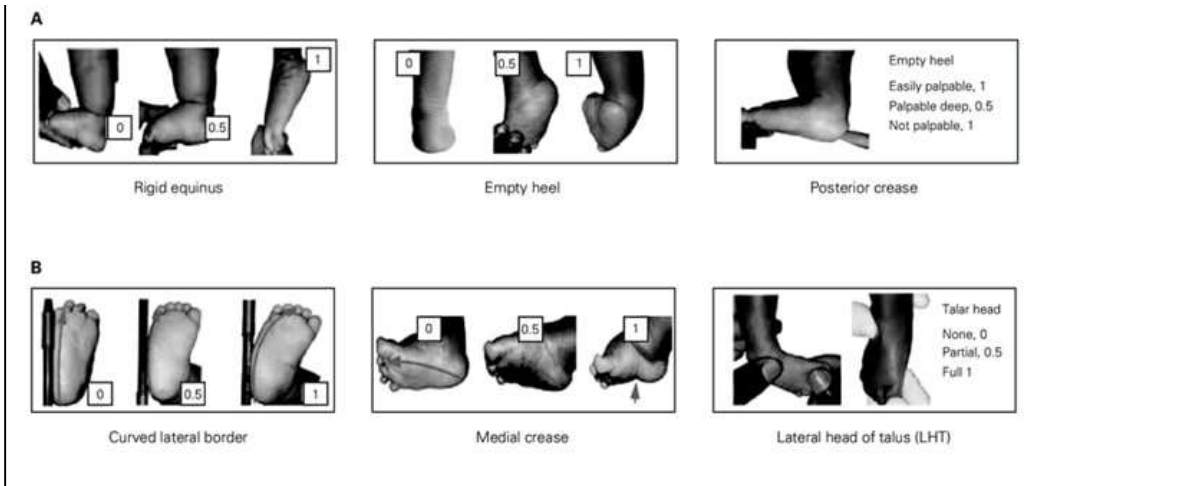 A
0
0.5
1
Rigid equinus
0
0.5
1
Empty heel
Empty heel
Easily palpable, 1
Palpable deep, 0.5
Not palpable, 1
Posterior crease
B
0
0.5
1
Curved lateral border
0
0.5
1
Medial crease
Talar head
None, 0
Partial, 0.5
Full 1
Lateral head of talus (LHT)